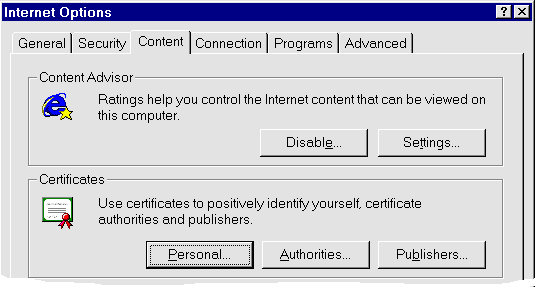 Internet Options
General Security Content Connection Programs Advanced
Content Advisor
Ratings help you control the Internet content that can be viewed on
this computer.
Disable... Settings...
Certificates
Use certificates to positively identify yourself, certificate
authorities and publishers.
Personal... Authorities... Publishers...